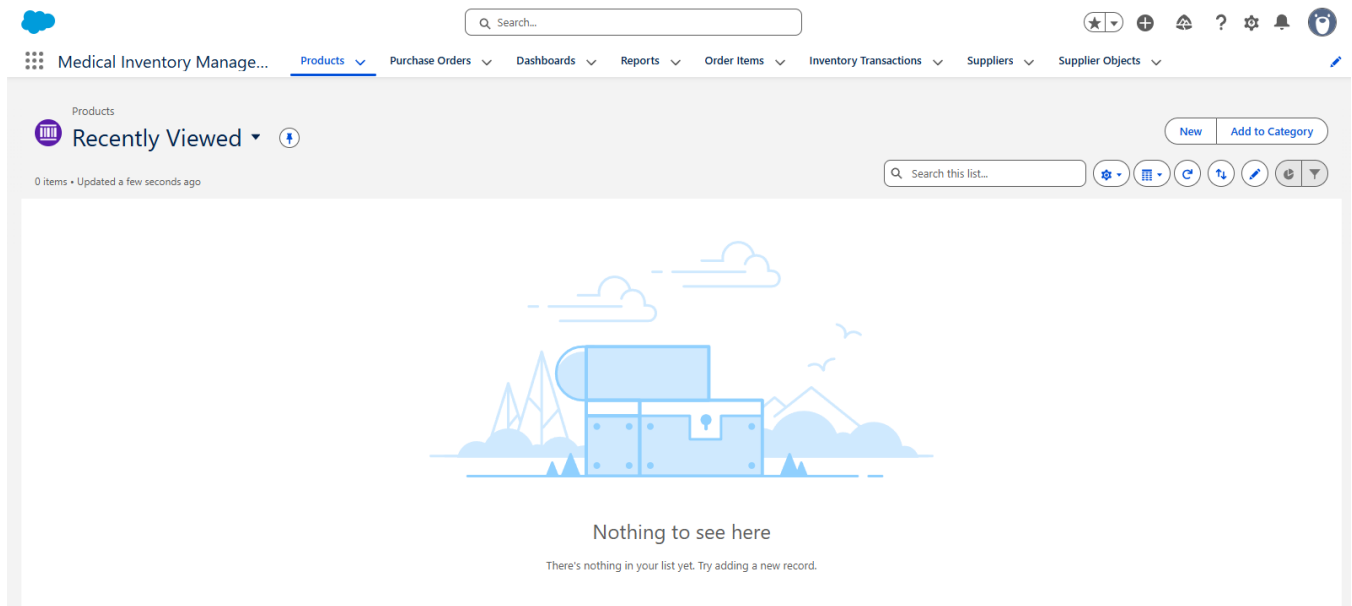 Search...
Medical Inventory Manage... Products Purchase Orders Dashboards Reports Order Items Inventory Transactions Suppliers Supplier Objects
Products
Recently Viewed
New Add to Category
0 items • Updated a few seconds ago
Search this list...
Nothing to see here
There's nothing in your list yet. Try adding a new record.